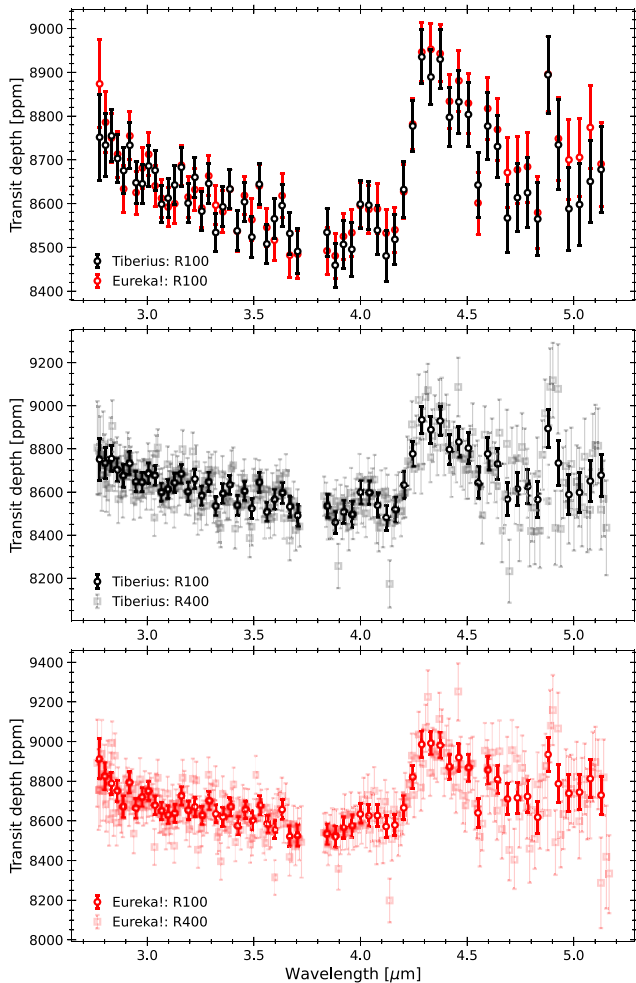 9000
8900
8800
8700
8600
8500
8400
Transit depth [ppm]
Tiberius: R100
Eureka!: R100
3.0 3.5 4.0 4.5 5.0
9200
9000
8800
8600
8400
8200
Transit depth [ppm]
Tiberius: R100
Tiberius: R400
3.0 3.5 4.0 4.5 5.0
9400
9200
9000
8800
8600
8400
8200
8000
Transit depth [ppm]
Eureka!: R100
Eureka!: R400
3.0 3.5 4.0 4.5 5.0
Wavelength [μm]